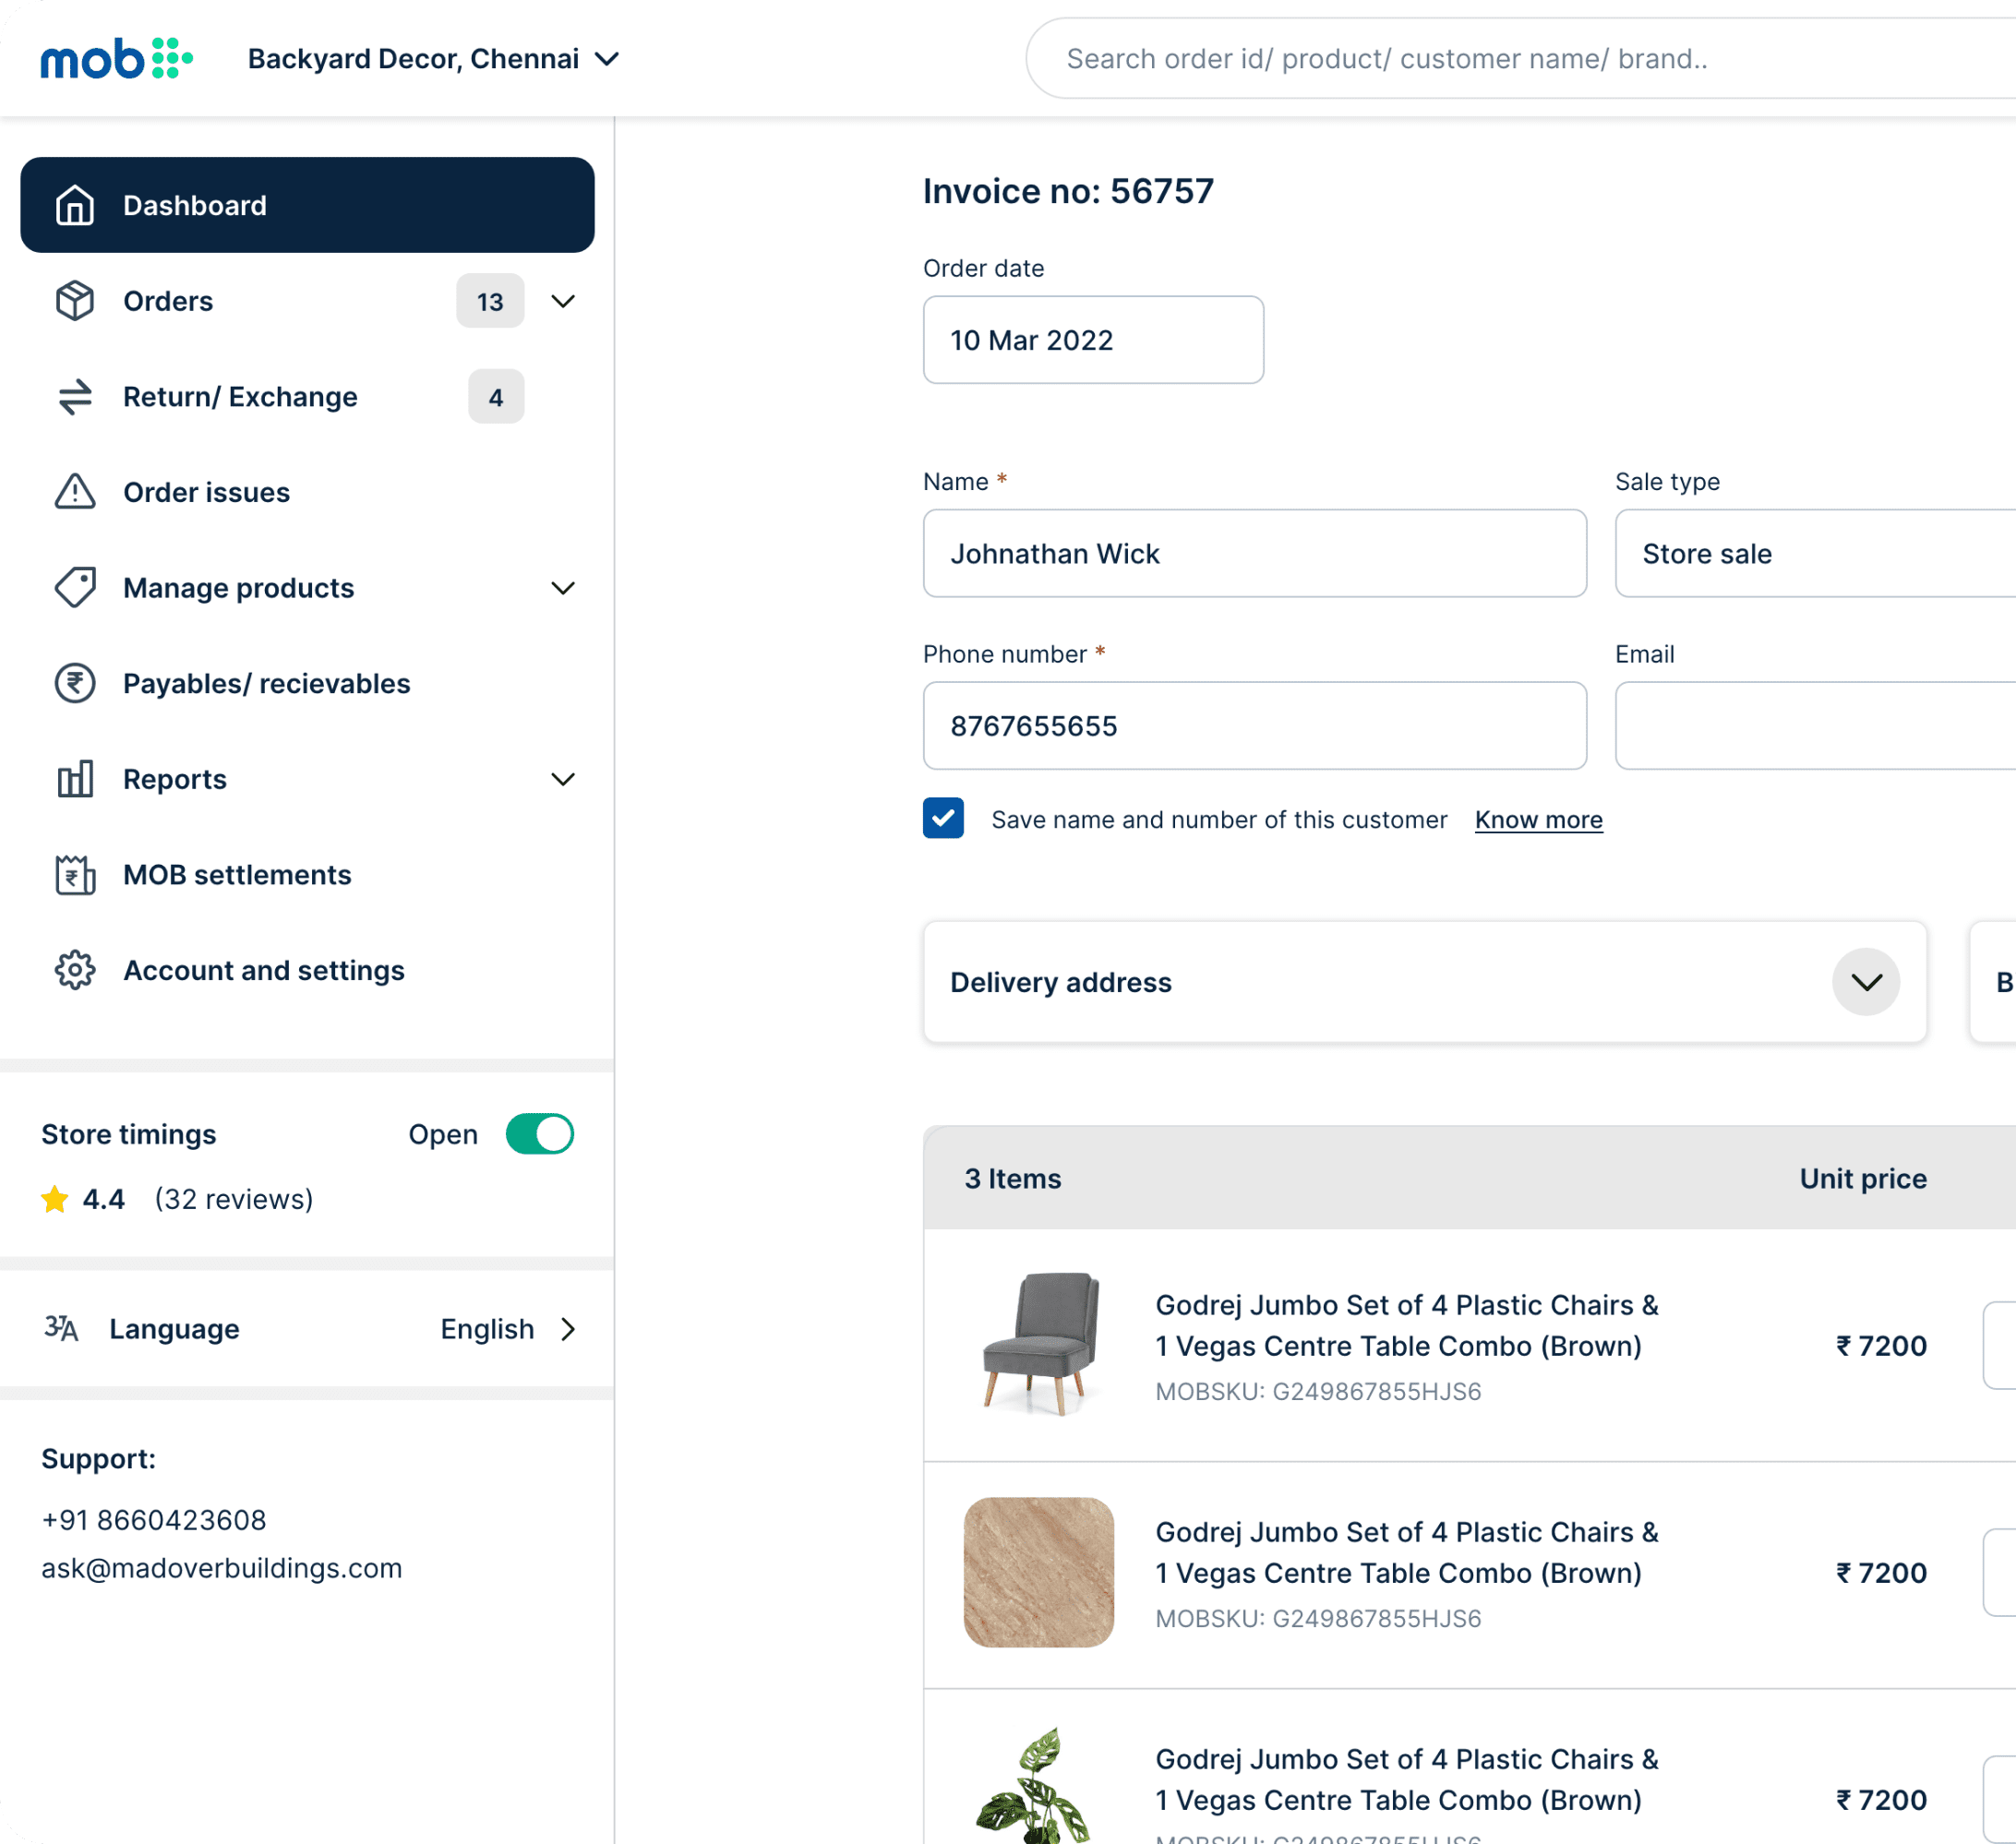 mob
Backyard Decor, Chennai
Search order id/ product/ customer name/ brand..
Dashboard
Orders
13
Return/ Exchange
4
Order issues
Manage products
Payables/ recievables
Reports
MOB settlements
Account and settings
Store timings
Open
4.4 (32 reviews)
Language
English
Support:
+91 8660423608
ask@madoverbuildings.com
Invoice no: 56757
Order date
10 Mar 2022
Name *
Johnathan Wick
Sale type
Store sale
Phone number *
8767655655
Email
Save name and number of this customer Know more
Delivery address
B
3 Items
Unit price
Godrej Jumbo Set of 4 Plastic Chairs &
1 Vegas Centre Table Combo (Brown)
MOBSKU: G249867855HJS6
₹ 7200
Godrej Jumbo Set of 4 Plastic Chairs &
1 Vegas Centre Table Combo (Brown)
MOBSKU: G249867855HJS6
₹ 7200
Godrej Jumbo Set of 4 Plastic Chairs &
1 Vegas Centre Table Combo (Brown)
MOBSKU: G249867855HJS6
₹ 7200